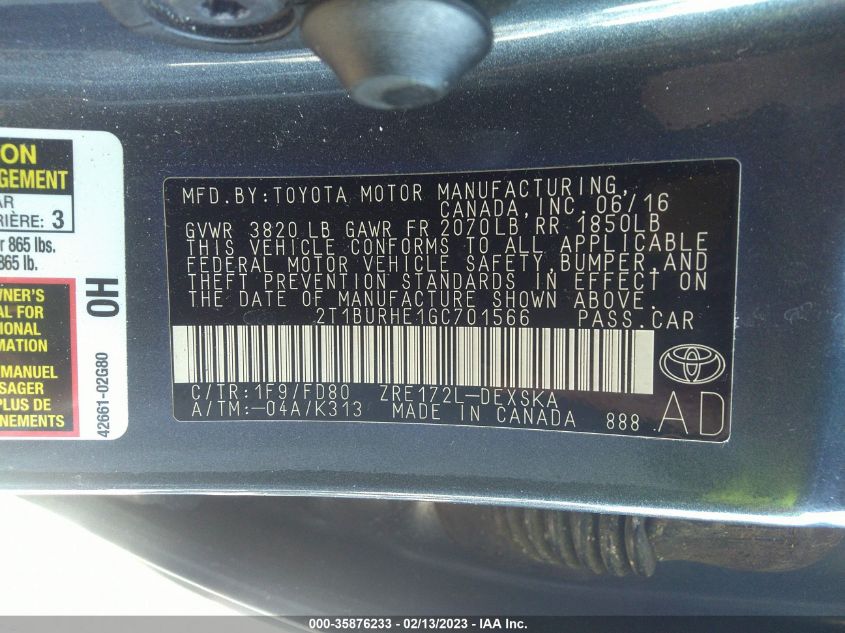 ON
GEMENT
AR
RIÈRE: 3
r 865 lbs.
865 lb.
WNER'S
AL FOR
IONAL
MATION
MANUEL
SAGER
PLUS DE
NEMENTS
OH
42661-02G80
MFD.BY:TOYOTA MOTOR MANUFACTURING,
CANADA, INC. 06/16
GVWR 3820 LB GAWR FR 2070LB RR 1850LB
THIS VEHICLE CONFORMS TO ALL APPLICABLE
FEDERAL MOTOR VEHICLE SAFETY,BUMPER,AND
THEFT PREVENTION STANDARDS IN EFFECT ON
THE DATE OF MANUFACTURE SHOWN ABOVE.
2T1BURHE1GC701566 PASS.CAR
C/TR:1F9/FD80 ZRE172L-DEXSKA
A/TM:-04A/K313 MADE IN CANADA 888 AD
000-35876233 - 02/13/2023 - IAA Inc.